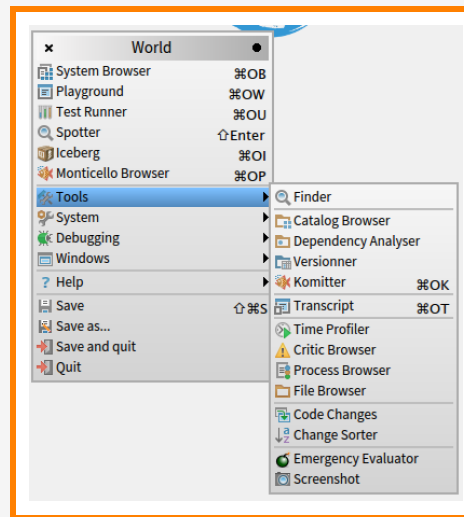 World
System Browser ⌘OB
Playground ⌘OW
Test Runner ⌘OU
Spotter ⇧Enter
Iceberg ⌘OI
Monticello Browser ⌘OP
Tools
System
Debugging
Windows
Help
Save ⇧⌘S
Save as...
Save and quit
Quit
Finder
Catalog Browser
Dependency Analyser
Versionner
Komitter ⌘OK
Transcript ⌘OT
Time Profiler
Critic Browser
Process Browser
File Browser
Code Changes
Change Sorter
Emergency Evaluator
Screenshot